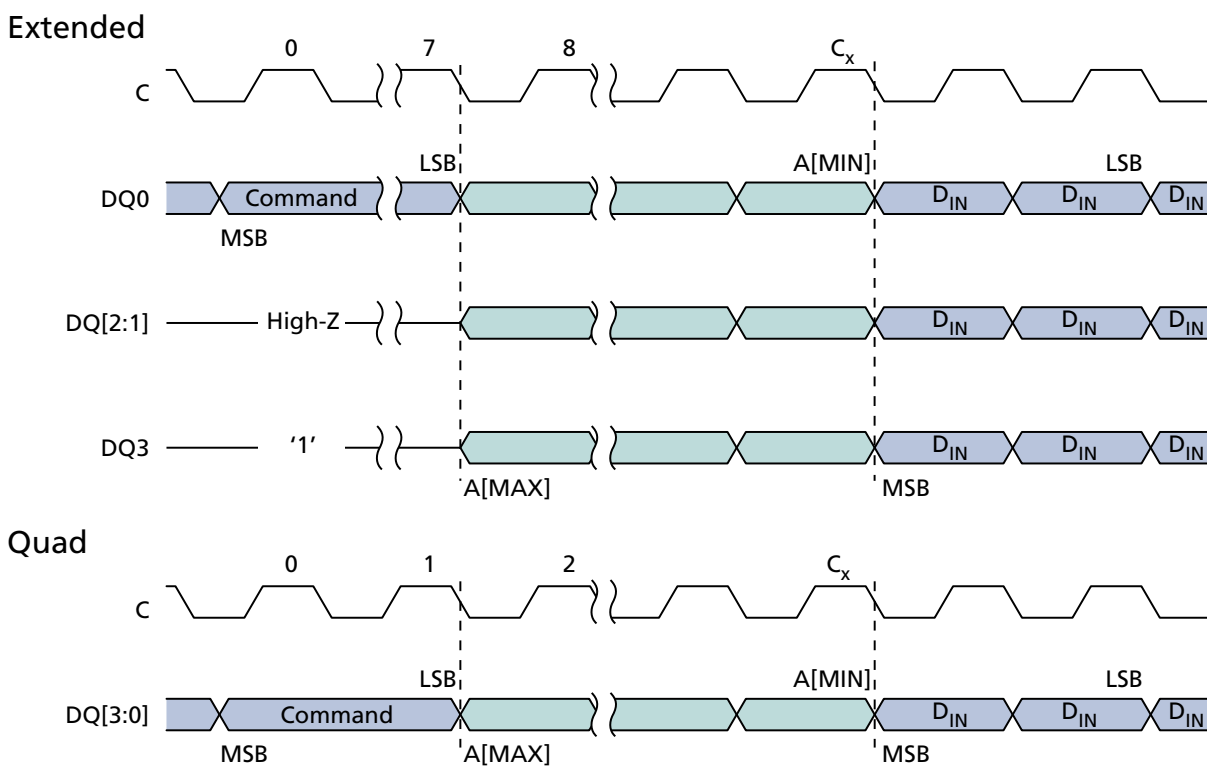 Extended
0 7 8 Cx
C
LSB A[MIN] LSB
DQ0 Command DIN DIN DIN
MSB
DQ[2:1] High-Z DIN DIN DIN
DQ3 ‘1’ DIN DIN DIN
A[MAX] MSB
Quad
0 1 2 Cx
C
LSB A[MIN] LSB
DQ[3:0] Command DIN DIN DIN
MSB A[MAX] MSB